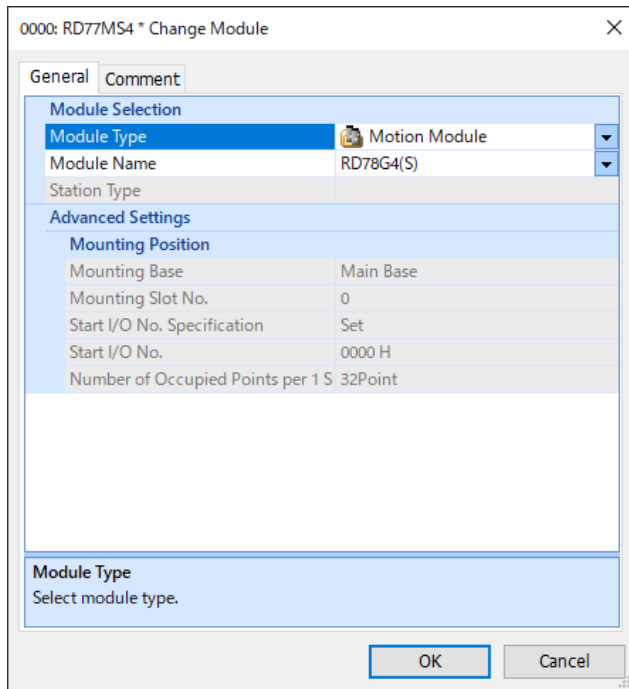 0000: RD77MS4 * Change Module
General Comment
Module Selection
Module Type Motion Module
Module Name RD78G4(S)
Station Type
Advanced Settings
Mounting Position
Mounting Base Main Base
Mounting Slot No. 0
Start I/O No. Specification Set
Start I/O No. 0000 H
Number of Occupied Points per 1 S 32Point
Module Type
Select module type.
OK Cancel